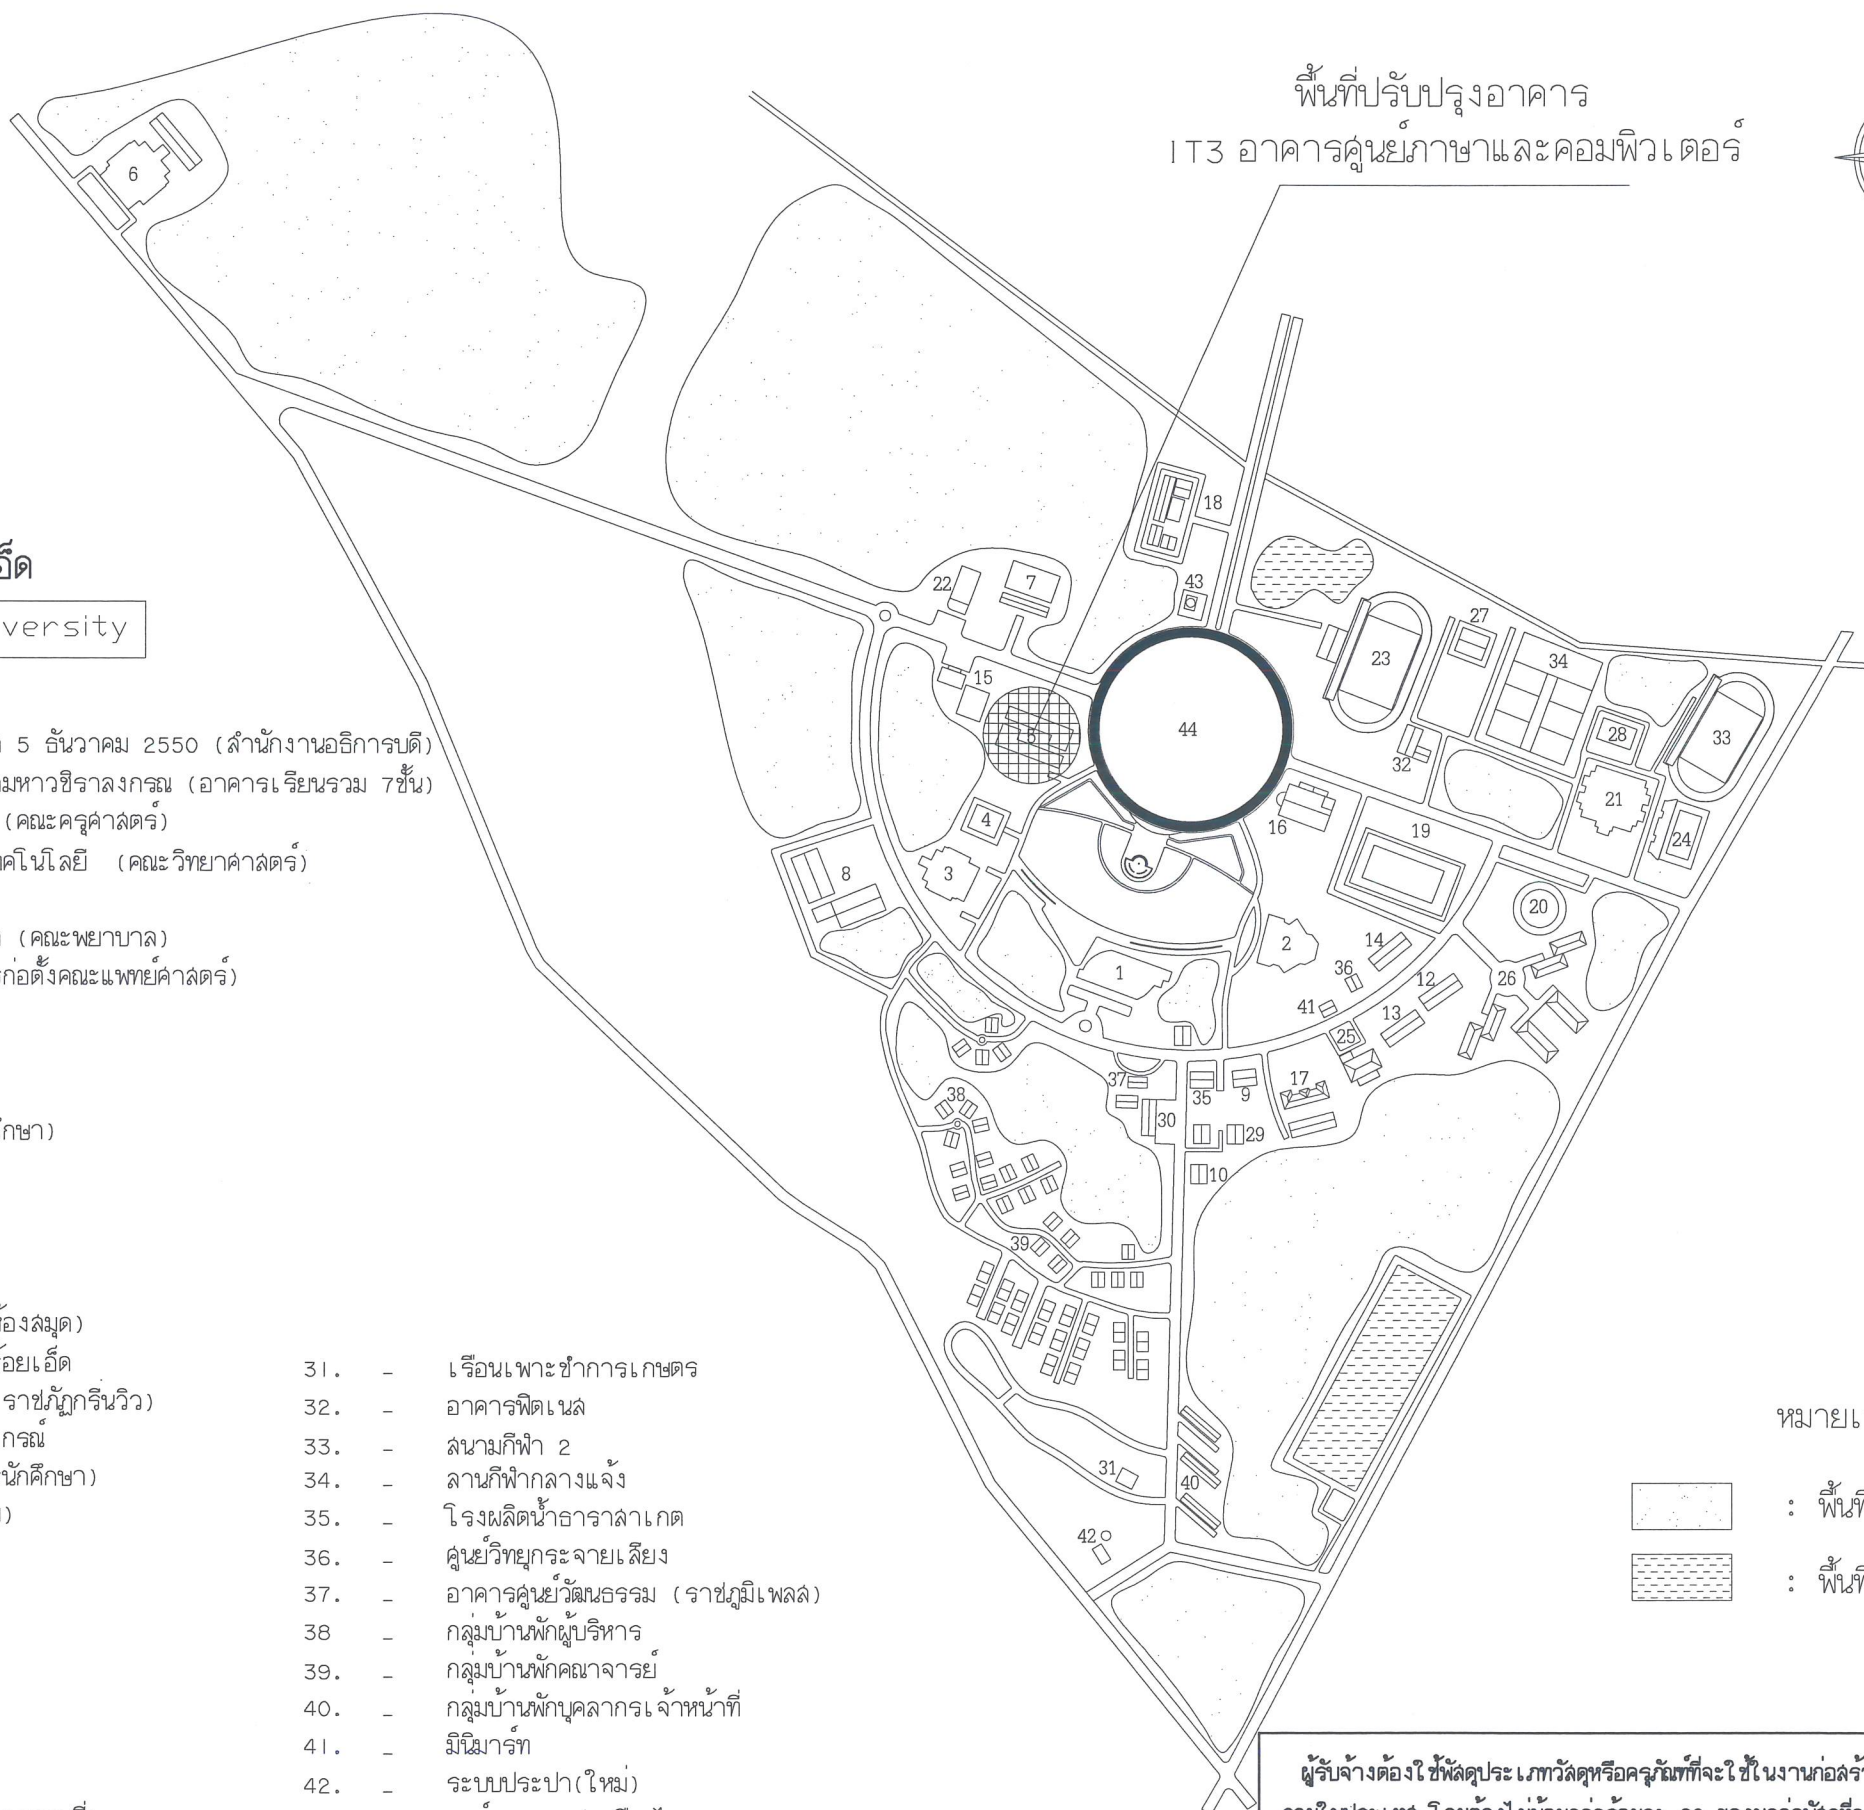 พื้นที่ปรับปรุงอาคาร
IT3 อาคารศูนย์ภาษาและคอมพิวเตอร์
6
18
22
7
43
27
23
34
15
5
44
28
33
32
21
4
16
19
24
8
3
20
2
14
1
36
26
12
41
13
25
37
17
35
9
38
30
29
10
39
31
40
42
อ็ด
versity
5 ธันวาคม 2550 (สำนักงานอธิการบดี)
มหาวชิราลงกรณ (อาคารเรียนรวม 7ชั้น)
(คณะครุศาสตร์)
คโนโลยี (คณะวิทยาศาสตร์)
(คณะพยาบาล)
ก่อตั้งคณะแพทย์ศาสตร์)
กษา)
องสมุด)
อยเอ็ด
ราชภัฏกรีนวิว)
กรณ์
นักศึกษา)
31. - เรือนเพาะชำการเกษตร
32. - อาคารฟิตเนส
33. - สนามกีฬา 2
34. - ลานกีฬากลางแจ้ง
35. - โรงผลิตน้ำธาราสาเกต
36. - ศูนย์วิทยุกระจายเสียง
37. - อาคารศูนย์วัฒนธรรม (ราชภูมิเพลส)
38 - กลุ่มบ้านพักผู้บริหาร
39. - กลุ่มบ้านพักคณาจารย์
40. - กลุ่มบ้านพักบุคลากรเจ้าหน้าที่
41. - มินิมาร์ท
42. - ระบบประปา(ใหม่)
หมายเ
: พื้นที
: พื้นที
ผู้รับจ้างต้องใช้พัสดุประเภทวัสดุหรือครุภัณฑ์ที่จะใช้ในงานก่อสร้